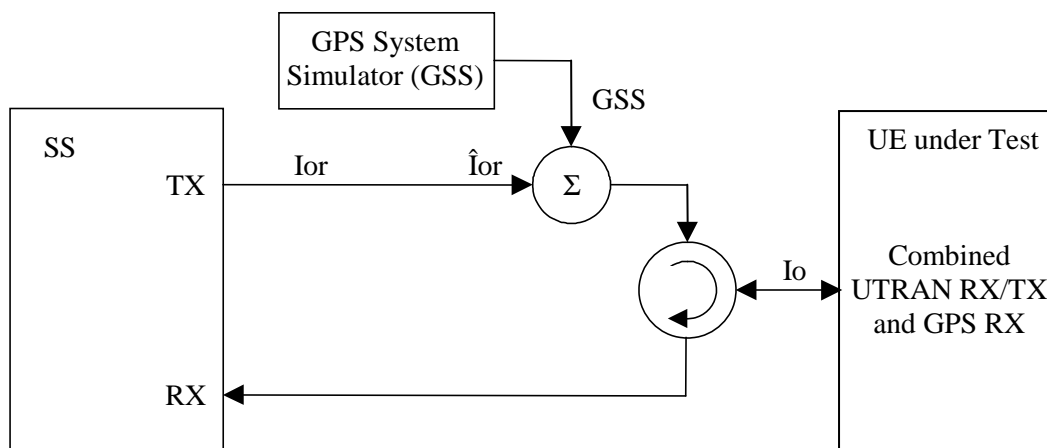 GPS System
Simulator (GSS)
GSS
SS
UE under Test
TX
Ior
Îor
Σ
Combined
UTRAN RX/TX
and GPS RX
Io
RX